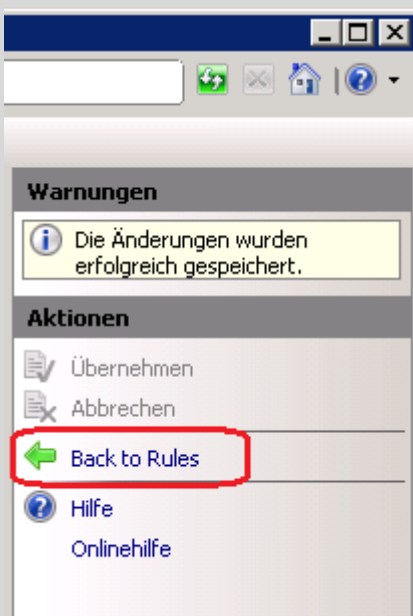 Warnungen
Die Änderungen wurden
erfolgreich gespeichert.
Aktionen
Übernehmen
Abbrechen
Back to Rules
Hilfe
Onlinehilfe